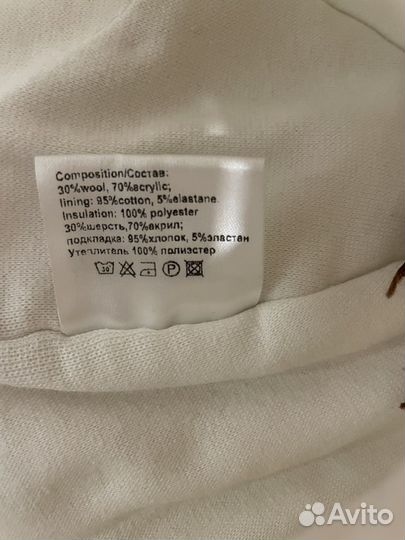 Composition/Состав:
30%wool, 70%acrylic;
lining: 95%cotton, 5%elastane.
Insulation: 100% polyester
30%шерсть,70%акрил;
подкладка: 95%хлопок, 5%эластан
Утеплитель 100% полиэстер
30 P
Avito